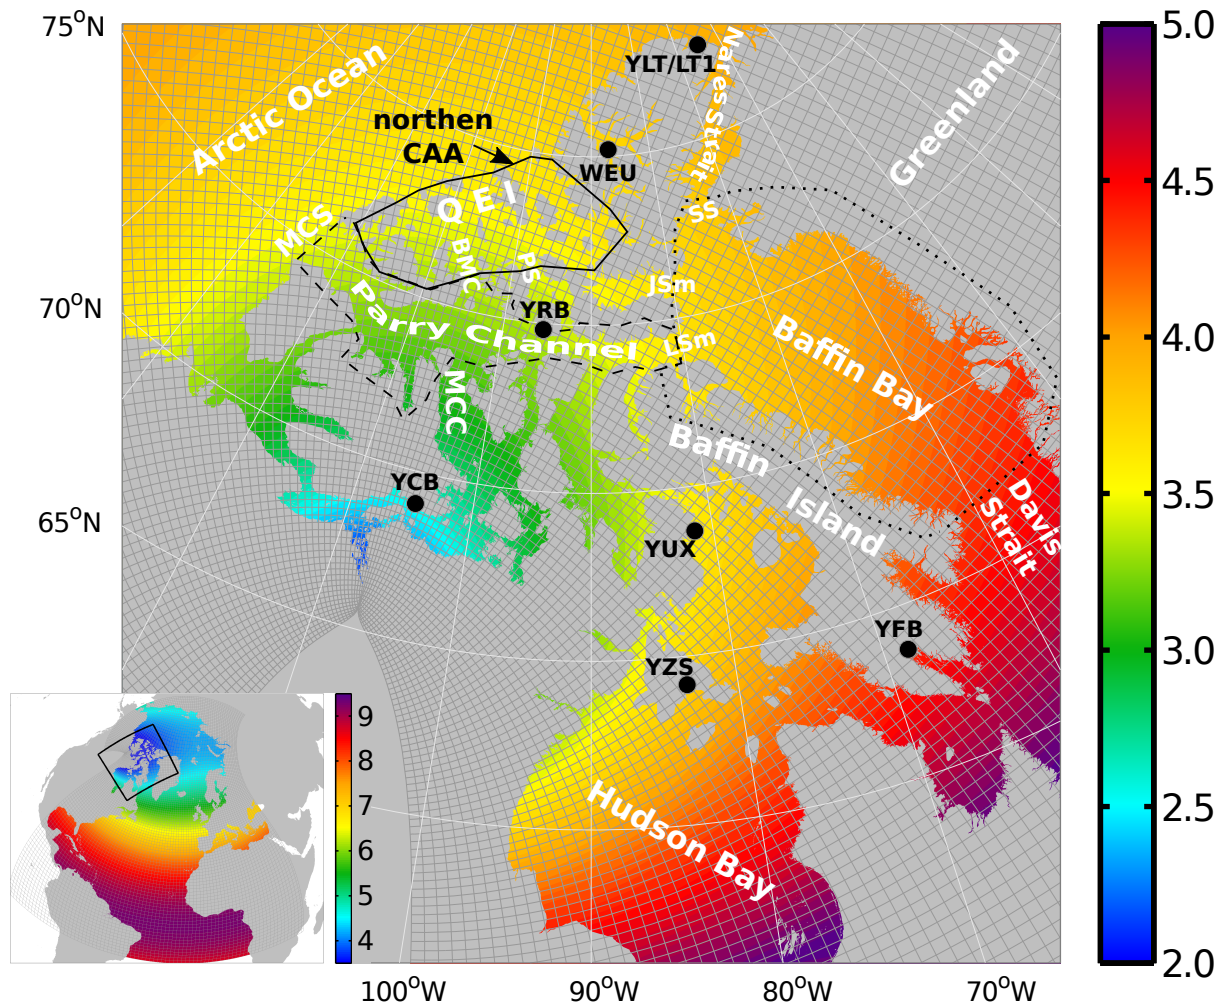 75°N
70°N
65°N
100°W
90°W
80°W
70°W
Arctic Ocean
northen
CAA
YLT/LT1
Nares Strait
Greenland
WEU
Q E I
SS
MCS
BMC
PS
JSm
YRB
Parry Channel
LSm
Baffin Bay
MCC
Baffin
Island
YCB
YUX
Davis
Strait
YFB
YZS
Hudson Bay
5.0
4.5
4.0
3.5
3.0
2.5
2.0
9
8
7
6
5
4